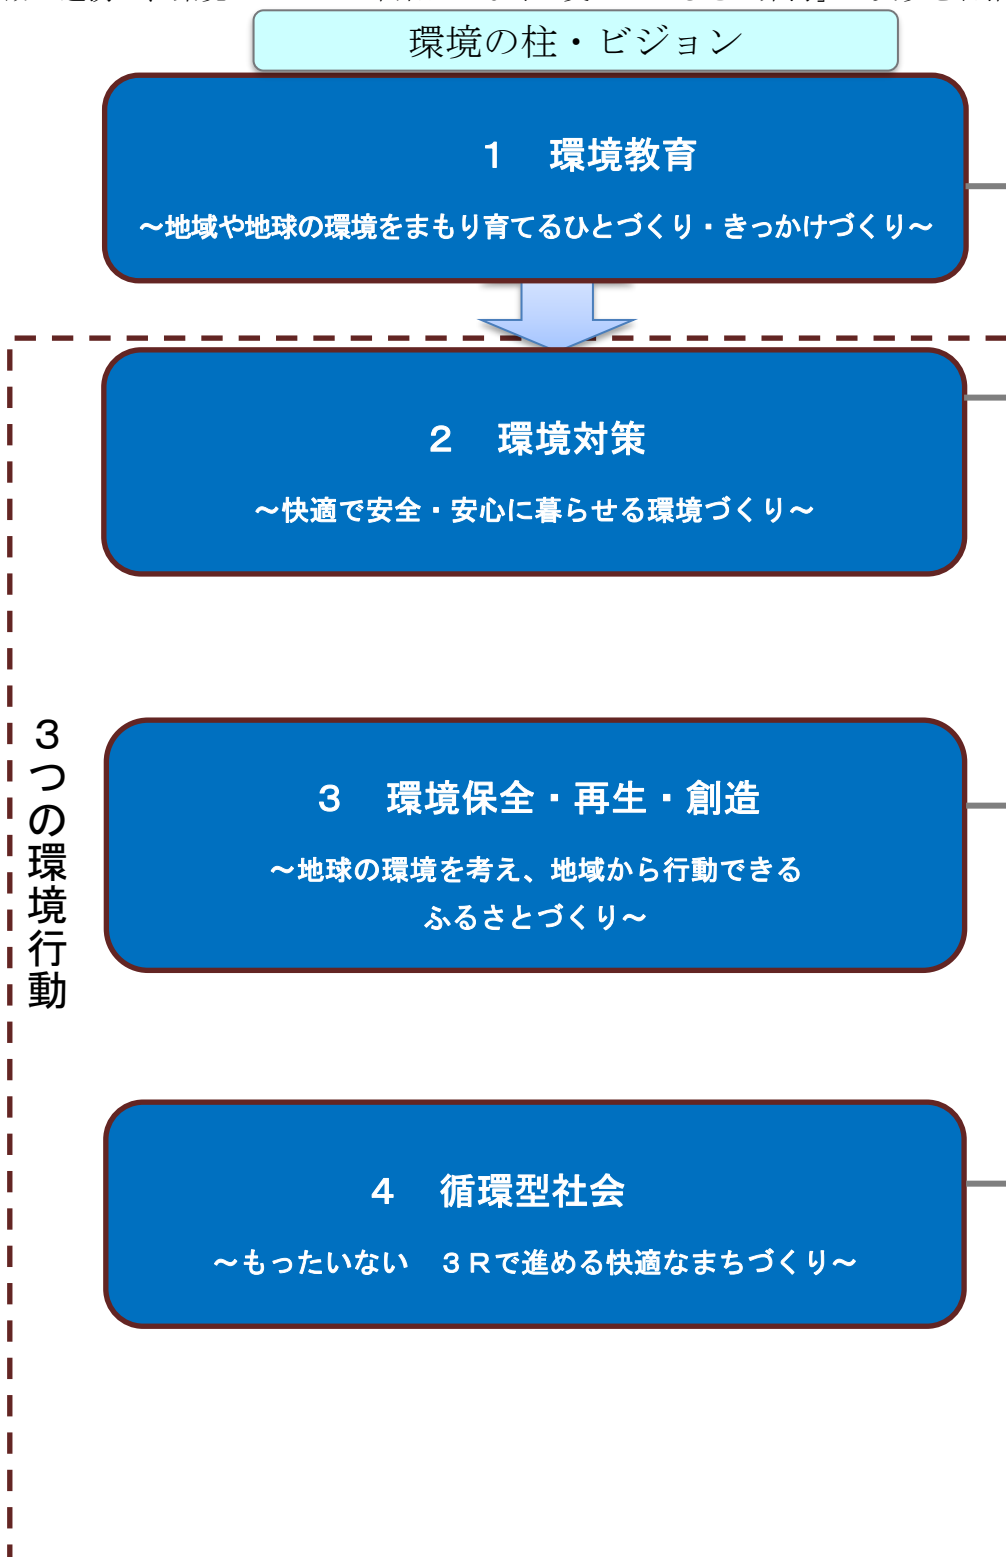 環境の柱・ビジョン
１　環境教育
～地域や地球の環境をまもり育てるひとづくり・きっかけづくり～
２　環境対策
～快適で安全・安心に暮らせる環境づくり～
３つの環境行動
３　環境保全・再生・創造
～地球の環境を考え、地域から行動できる
ふるさとづくり～
４　循環型社会
～もったいない　３Ｒで進める快適なまちづくり～